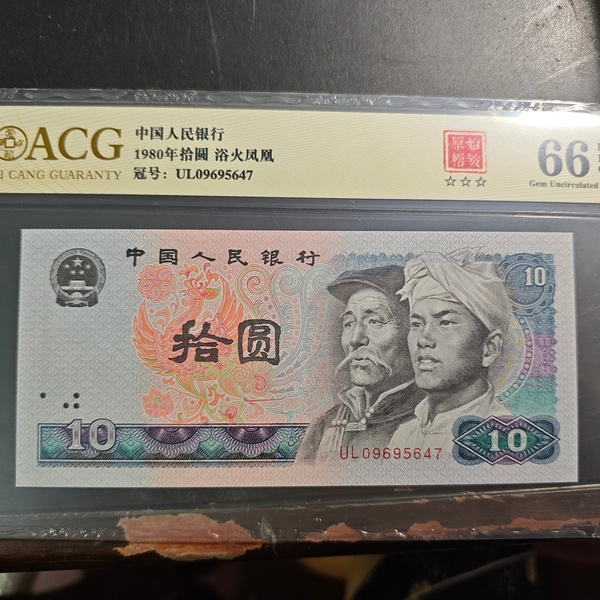 ACG
I CANG GUARANTY
中国人民银行
1980年拾圆 浴火凤凰
冠号：UL09695647
原始
褶皱
☆☆☆
66
Gem Uncirculated
中国人民银行
10
拾圆
10
UL09695647
10